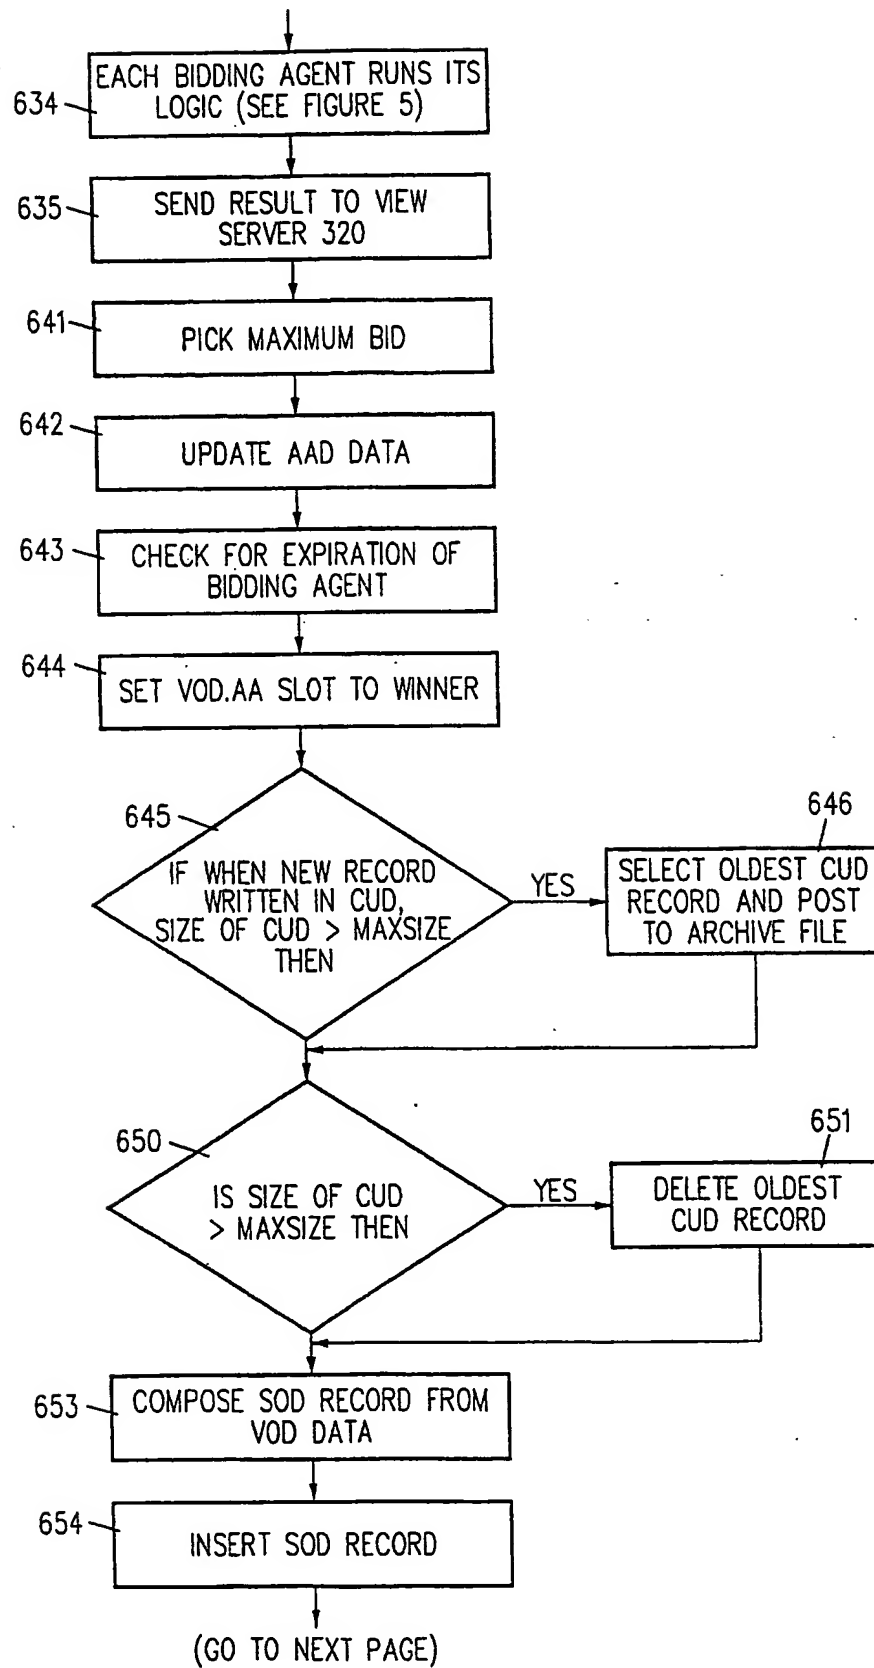 634
EACH BIDDING AGENT RUNS ITS
LOGIC (SEE FIGURE 5)
635
SEND RESULT TO VIEW
SERVER 320
641
PICK MAXIMUM BID
642
UPDATE AAD DATA
643
CHECK FOR EXPIRATION OF
BIDDING AGENT
644
SET VOD.AA SLOT TO WINNER
645
IF WHEN NEW RECORD
WRITTEN IN CUD,
SIZE OF CUD > MAXSIZE
THEN
YES
646
SELECT OLDEST CUD
RECORD AND POST
TO ARCHIVE FILE
650
IS SIZE OF CUD
> MAXSIZE THEN
YES
651
DELETE OLDEST
CUD RECORD
653
COMPOSE SOD RECORD FROM
VOD DATA
654
INSERT SOD RECORD
(GO TO NEXT PAGE)